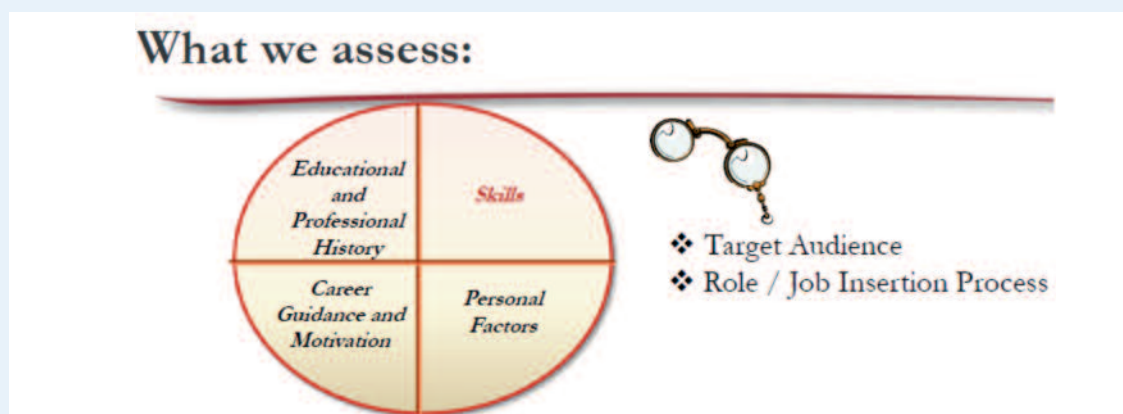 What we assess:
Educational
and
Professional
History
Skills
Career
Guidance and
Motivation
Personal
Factors
❖ Target Audience
❖ Role / Job Insertion Process